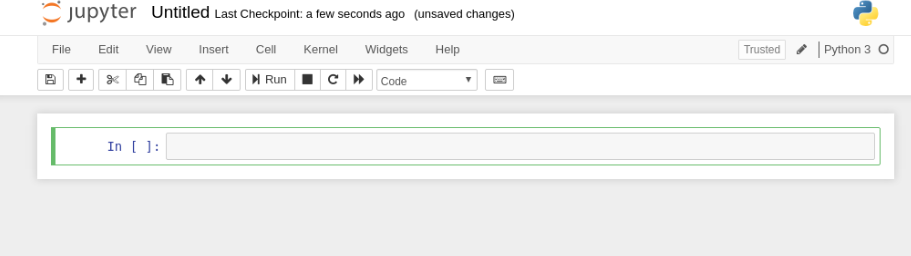 jupyter Untitled Last Checkpoint: a few seconds ago (unsaved changes)
File Edit View Insert Cell Kernel Widgets Help Trusted Python 3
Run Code
In [ ]: